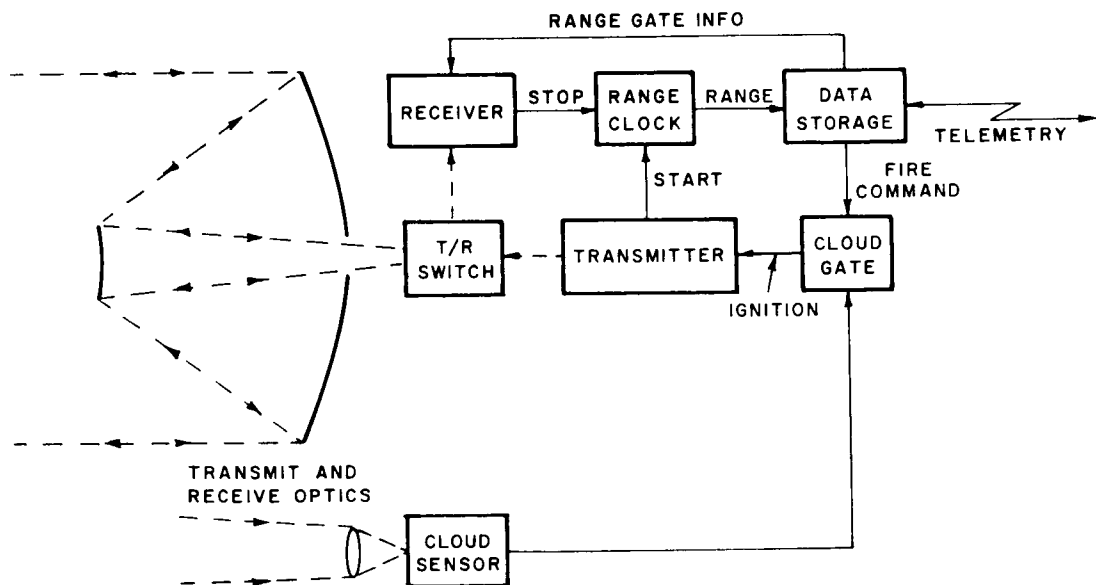 RANGE GATE INFO
RECEIVER
STOP
RANGE
CLOCK
RANGE
DATA
STORAGE
TELEMETRY
START
FIRE
COMMAND
T/R
SWITCH
TRANSMITTER
CLOUD
GATE
IGNITION
TRANSMIT AND
RECEIVE OPTICS
CLOUD
SENSOR